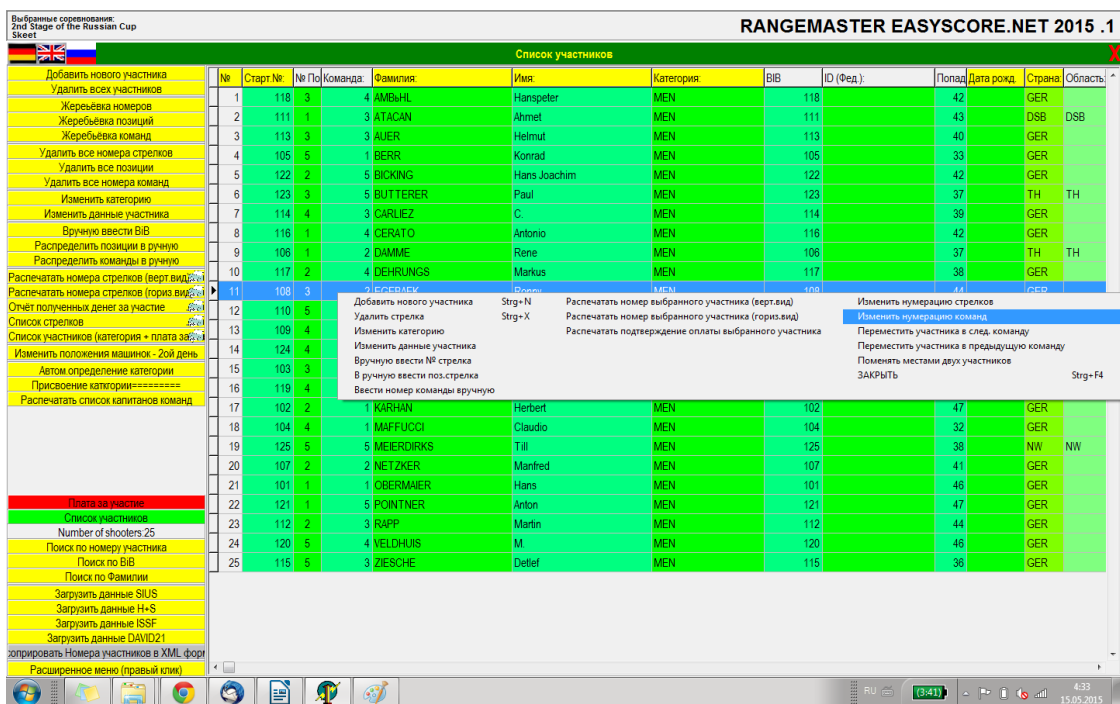 Выбранные соревнования:
2nd Stage of the Russian Cup
Skeet
RANGEMASTER EASYSCORE.NET 2015 .1
Список участников
X
Добавить нового участника
Удалить всех участников
Жереьёвка номеров
Жеребьёвка позиций
Жеребьёвка команд
Удалить все номера стрелков
Удалить все позиции
Удалить все номера команд
Изменить категорию
Изменить данные участника
Вручную ввести BiB
Распределить позиции в ручную
Распределить команды в ручную
Распечатать номера стрелков (верт.вид)
Распечатать номера стрелков (гориз.вид)
Отчёт полученных денег за участие
Список стрелков
Список участников (категория + плата за
Изменить положения машинок - 2ой день
Автом.определение категории
Присвоение каткгории=========
Распечатать список капитанов команд
Плата за участие
Список участников
Number of shooters:25
Поиск по номеру участника
Поиск по BiB
Поиск по Фамилии
Загрузить данные SIUS
Загрузить данные H+S
Загрузить данные ISSF
Загрузить данные DAVID21
коприровать Номера участников в XML форм
Расширенное меню (правый клик)
№ Старт.№: № По Команда: Фамилия: Имя: Категория: BIB ID (Фед.): Попад Дата рожд. Страна: Область:
1 118 3 4 AMBьHL Hanspeter MEN 118 42 GER
2 111 1 3 ATACAN Ahmet MEN 111 43 DSB DSB
3 113 3 3 AUER Helmut MEN 113 40 GER
4 105 5 1 BERR Konrad MEN 105 33 GER
5 122 2 5 BICKING Hans Joachim MEN 122 42 GER
6 123 3 5 BUTTERER Paul MEN 123 37 TH TH
7 114 4 3 CARLIEZ C. MEN 114 39 GER
8 116 1 4 CERATO Antonio MEN 116 42 GER
9 106 1 2 DAMME Rene MEN 106 37 TH TH
10 117 2 4 DEHRUNGS Markus MEN 117 38 GER
11 108 3 2 EGEBAEK Ronny MEN 108 44 GER
12 110 5
13 109 4
14 124 4
15 103 3
16 119 4
17 102 2 1 KARHAN Herbert MEN 102 47 GER
18 104 4 1 MAFFUCCI Claudio MEN 104 32 GER
19 125 5 5 MEIERDIRKS Till MEN 125 38 NW NW
20 107 2 2 NETZKER Manfred MEN 107 41 GER
21 101 1 1 OBERMAIER Hans MEN 101 46 GER
22 121 1 5 POINTNER Anton MEN 121 47 GER
23 112 2 3 RAPP Martin MEN 112 44 GER
24 120 5 4 VELDHUIS M. MEN 120 46 GER
25 115 5 3 ZIESCHE Detlef MEN 115 36 GER
Добавить нового участника Strg+N
Удалить стрелка Strg+X
Изменить категорию
Изменить данные участника
Вручную ввести № стрелка
В ручную ввести поз.стрелка
Ввести номер команды вручную
Распечатать номер выбранного участника (верт.вид)
Распечатать номер выбранного участника (гориз.вид)
Распечатать подтверждение оплаты выбранного участника
Изменить нумерацию стрелков
Изменить нумерацию команд
Переместить участника в след. команду
Переместить участника в предыдущую команду
Поменять местами двух участников
ЗАКРЫТЬ Strg+F4
RU
(3:41)
4:33
15.05.2015